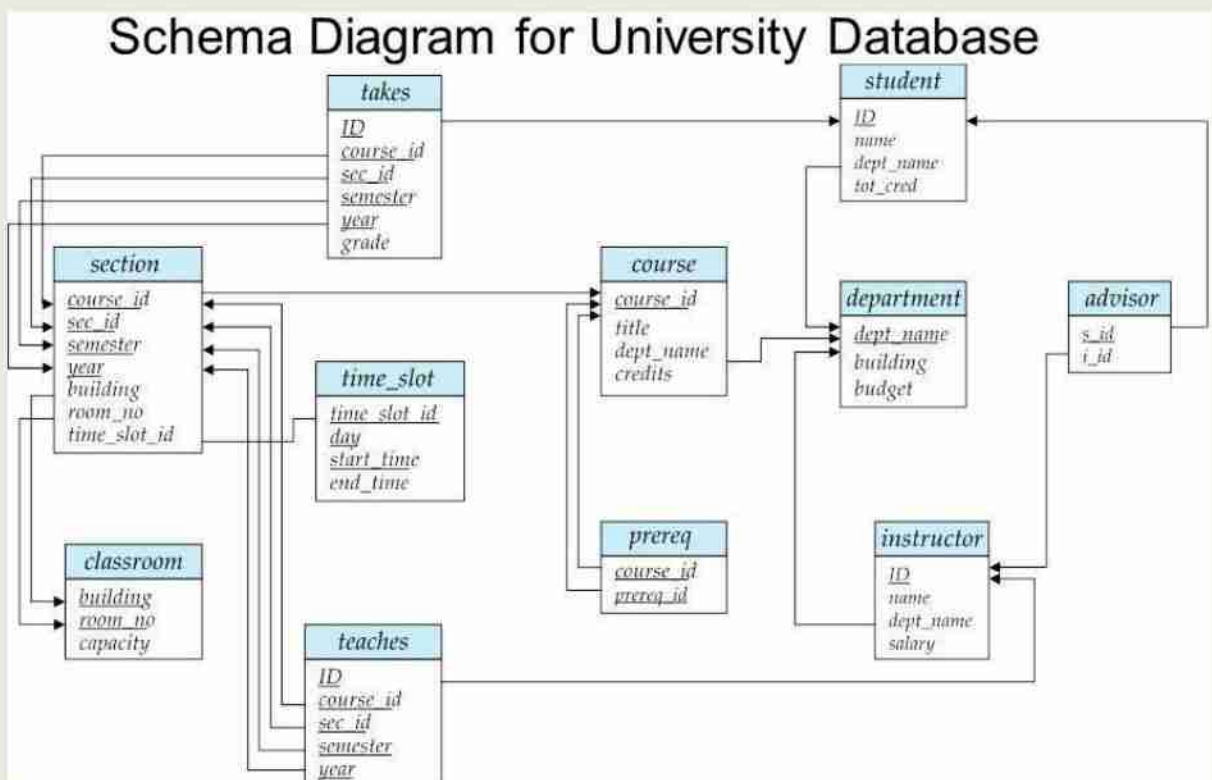 Schema Diagram for University Database
takes
ID
course_id
sec_id
semester
year
grade
student
ID
name
dept_name
tot_cred
section
course_id
sec_id
semester
year
building
room_no
time_slot_id
course
course_id
title
dept_name
credits
department
dept_name
building
budget
advisor
s_id
i_id
time_slot
time_slot_id
day
start_time
end_time
classroom
building
room_no
capacity
prereq
course_id
prereq_id
instructor
ID
name
dept_name
salary
teaches
ID
course_id
sec_id
semester
year